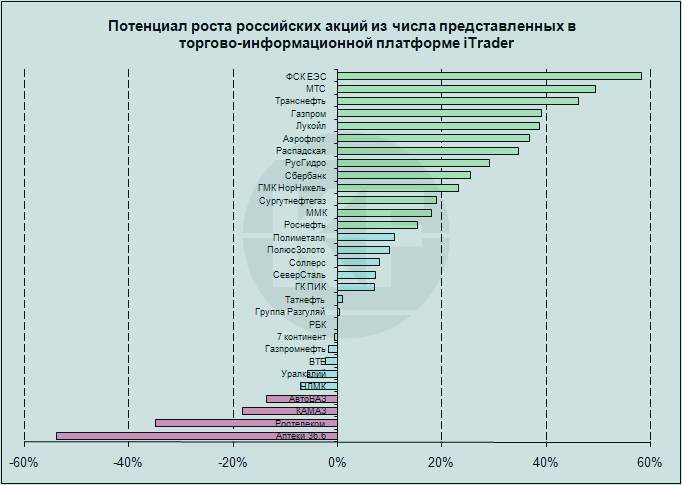 Потенциал роста российских акций из числа представленных в
торгово-информационной платформе iTrader
ФСК ЕЭС
МТС
Транснефть
Газпром
Лукойл
Аэрофлот
Распадская
РусГидро
Сбербанк
ГМК НорНикель
Сургутнефтегаз
ММК
Роснефть
Полиметалл
ПолюсЗолото
Соллерс
СеверСталь
ГК ПИК
Татнефть
Группа Разгуляй
РБК
7 континент
Газпромнефть
ВТБ
Уралкалий
НЛМК
АвтоВАЗ
КАМАЗ
Ростелеком
Аптеки 36.6
-60% -40% -20% 0% 20% 40% 60%